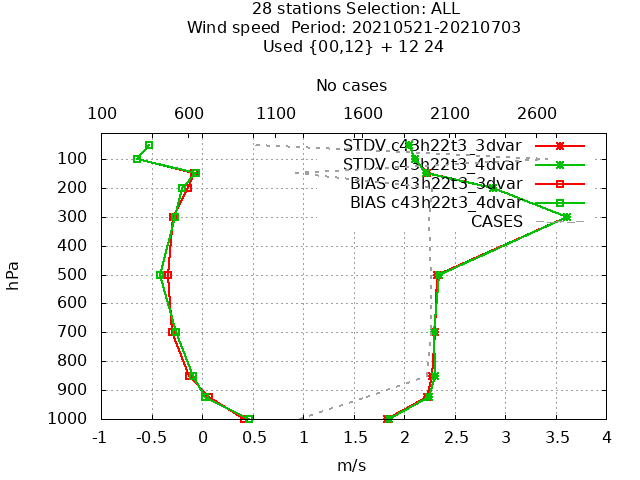 28 stations Selection: ALL
Wind speed  Period: 20210521-20210703
Used {00,12} + 12 24
No cases
100 600 1100 1600 2100 2600
STDV c43h22t3_3dvar
STDV c43h22t3_4dvar
BIAS c43h22t3_3dvar
BIAS c43h22t3_4dvar
CASES
100
200
300
400
500
600
700
800
900
1000
hPa
-1 -0.5 0 0.5 1 1.5 2 2.5 3 3.5 4
m/s